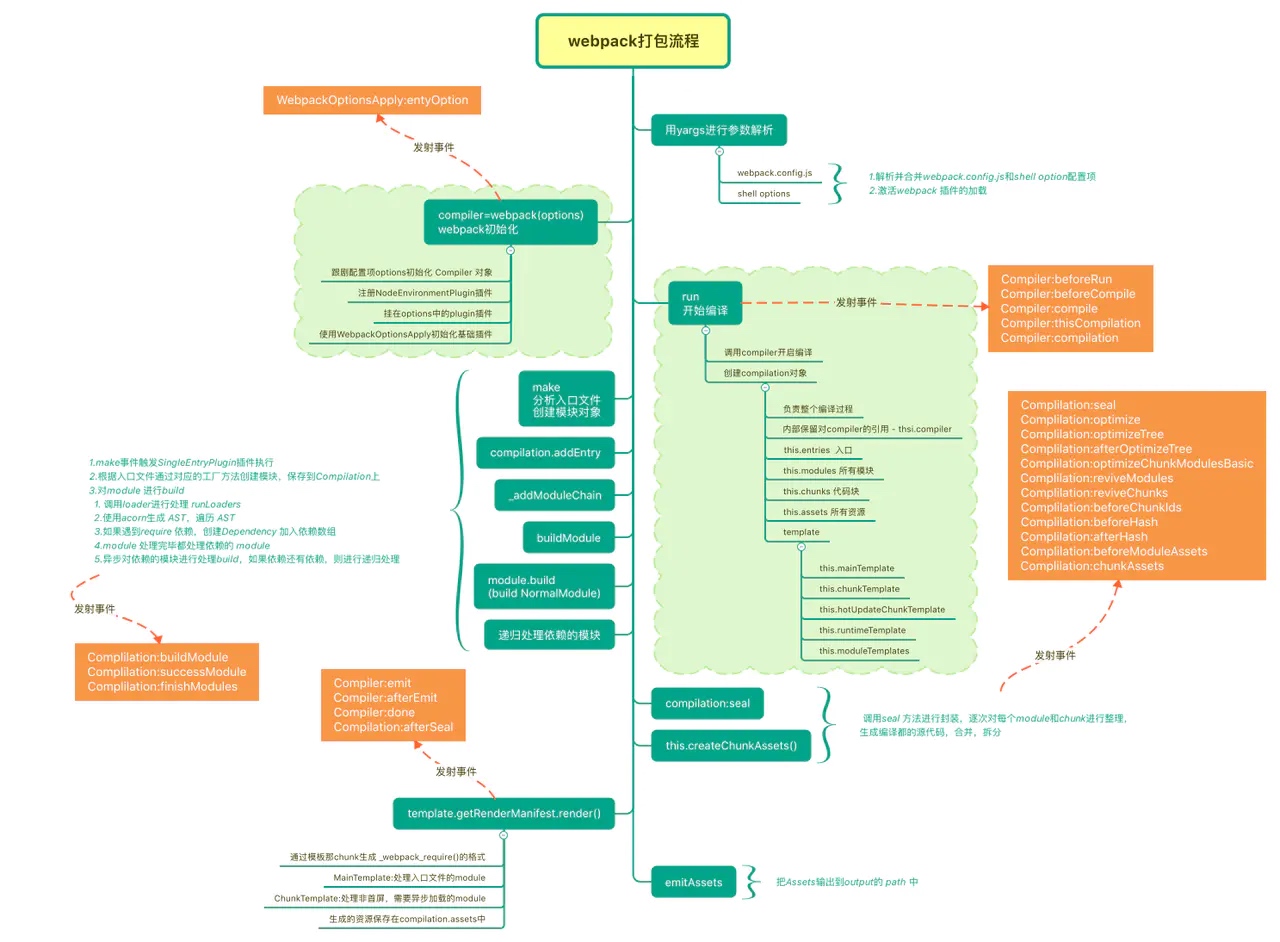 webpack打包流程
用yargs进行参数解析
webpack.config.js
shell options
1.解析并合并webpack.config.js和shell option配置项
2.激活webpack 插件的加载
WebpackOptionsApply:entyOption
发射事件
compiler=webpack(options)
webpack初始化
跟剧配置项options初始化 Compiler 对象
注册NodeEnvironmentPlugin插件
挂在options中的plugin插件
使用WebpackOptionsApply初始化基础插件
run
开始编译
发射事件
Compiler:beforeRun
Compiler:beforeCompile
Compiler:compile
Compiler:thisCompilation
Compiler:compilation
调用compiler开启编译
创建compilation对象
负责整个编译过程
内部保留对compiler的引用 - thsi.compiler
this.entries 入口
this.modules 所有模块
this.chunks 代码块
this.assets 所有资源
template
this.mainTemplate
this.chunkTemplate
this.hotUpdateChunkTemplate
this.runtimeTemplate
this.moduleTemplates
make
分析入口文件
创建模块对象
compilation.addEntry
_addModuleChain
buildModule
module.build
(build NormalModule)
递归处理依赖的模块
1.make事件触发SingleEntryPlugin插件执行
2.根据入口文件通过对应的工厂方法创建模块，保存到Compilation上
3.对module 进行build
1. 调用loader进行处理 runLoaders
2.使用acorn生成 AST，遍历 AST
3.如果遇到require 依赖，创建Dependency 加入依赖数组
4.module 处理完毕都处理依赖的 module
5.异步对依赖的模块进行处理build，如果依赖还有依赖，则进行递归处理
发射事件
Complilation:buildModule
Complilation:successModule
Complilation:finishModules
compilation:seal
this.createChunkAssets()
调用seal 方法进行封装，逐次对每个module和chunk进行整理，
生成编译都的源代码，合并，拆分
发射事件
Complilation:seal
Complilation:optimize
Complilation:optimizeTree
Complilation:afterOptimizeTree
Complilation:optimizeChunkModulesBasic
Complilation:reviveModules
Complilation:reviveChunks
Complilation:beforeChunkIds
Complilation:beforeHash
Complilation:afterHash
Complilation:beforeModuleAssets
Complilation:chunkAssets
Compiler:emit
Compiler:afterEmit
Compiler:done
Compilation:afterSeal
发射事件
template.getRenderManifest.render()
通过模板那chunk生成 _webpack_require()的格式
MainTemplate:处理入口文件的module
ChunkTemplate:处理非首屏，需要异步加载的module
生成的资源保存在compilation.assets中
emitAssets
把Assets输出到output的 path 中